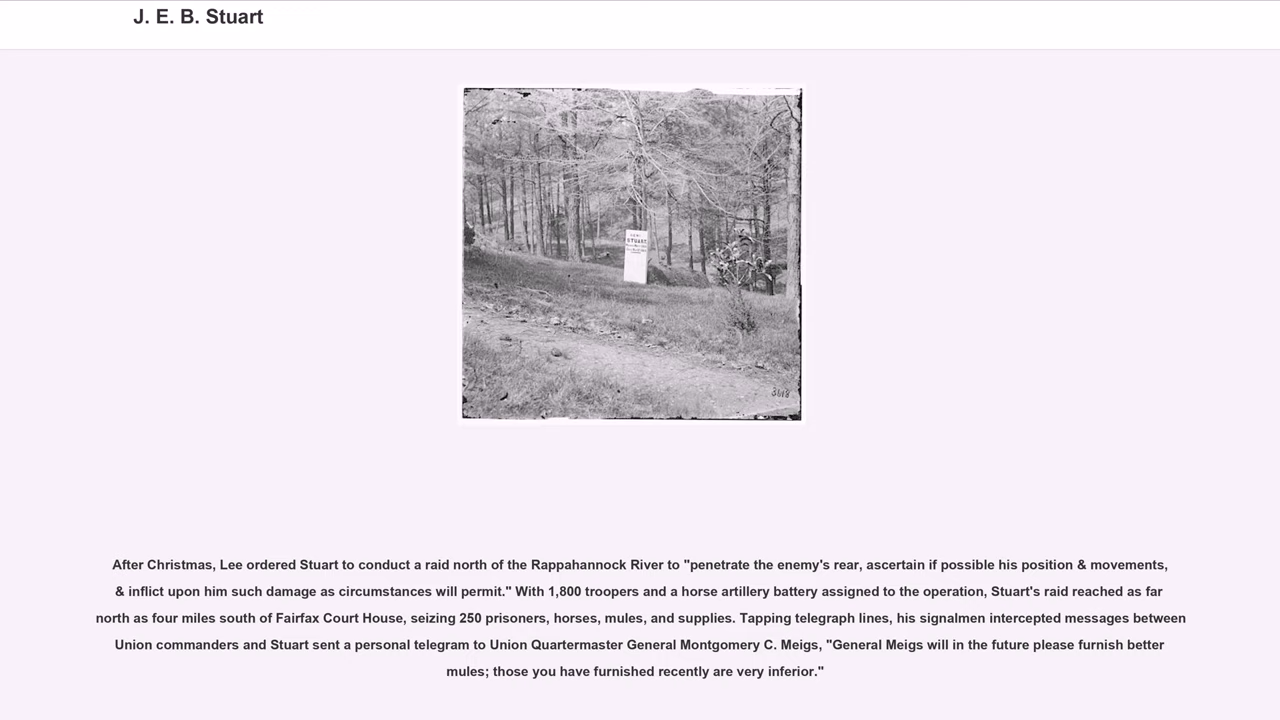 J. E. B. Stuart
STUART
3618
After Christmas, Lee ordered Stuart to conduct a raid north of the Rappahannock River to "penetrate the enemy's rear, ascertain if possible his position & movements,
& inflict upon him such damage as circumstances will permit." With 1,800 troopers and a horse artillery battery assigned to the operation, Stuart's raid reached as far
north as four miles south of Fairfax Court House, seizing 250 prisoners, horses, mules, and supplies. Tapping telegraph lines, his signalmen intercepted messages between
Union commanders and Stuart sent a personal telegram to Union Quartermaster General Montgomery C. Meigs, "General Meigs will in the future please furnish better
mules; those you have furnished recently are very inferior."